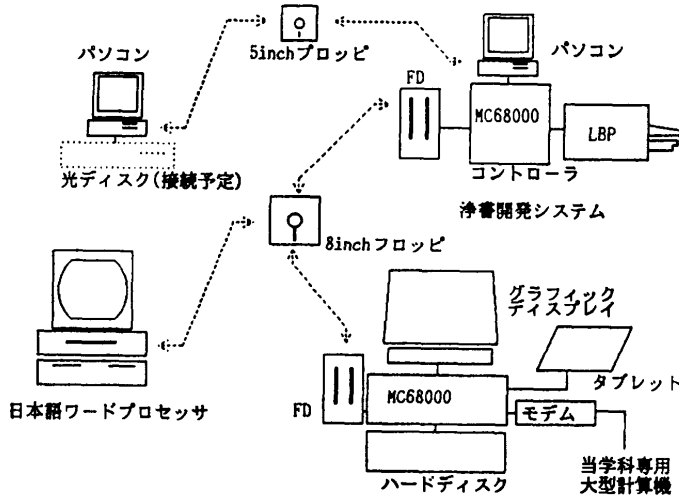 パソコン
5inchプロッピ
パソコン
FD
MC68000
LBP
光ディスク(接続予定)
コントローラ
浄書開発システム
8inchフロッピ
グラフィック
ディスプレイ
日本語ワードプロセッサ
FD
MC68000
タブレット
モデム
ハードディスク
当学科専用
大型計算機